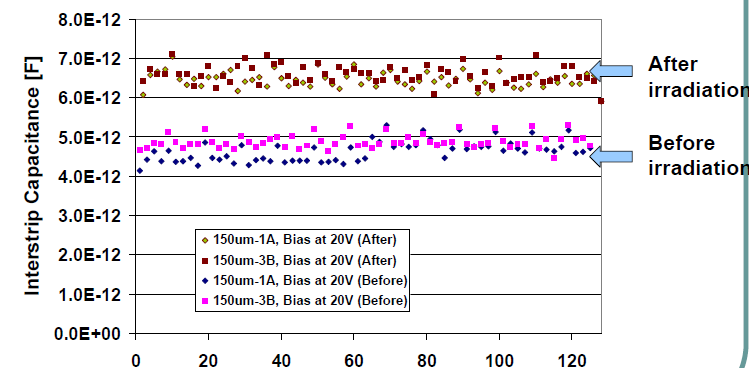 8.0E-12
7.0E-12
6.0E-12
5.0E-12
4.0E-12
3.0E-12
2.0E-12
1.0E-12
0.0E+00
Interstrip Capacitance [F]
After
irradiation
Before
irradiation
150um-1A, Bias at 20V (After)
150um-3B, Bias at 20V (After)
150um-1A, Bias at 20V (Before)
150um-3B, Bias at 20V (Before)
0 20 40 60 80 100 120